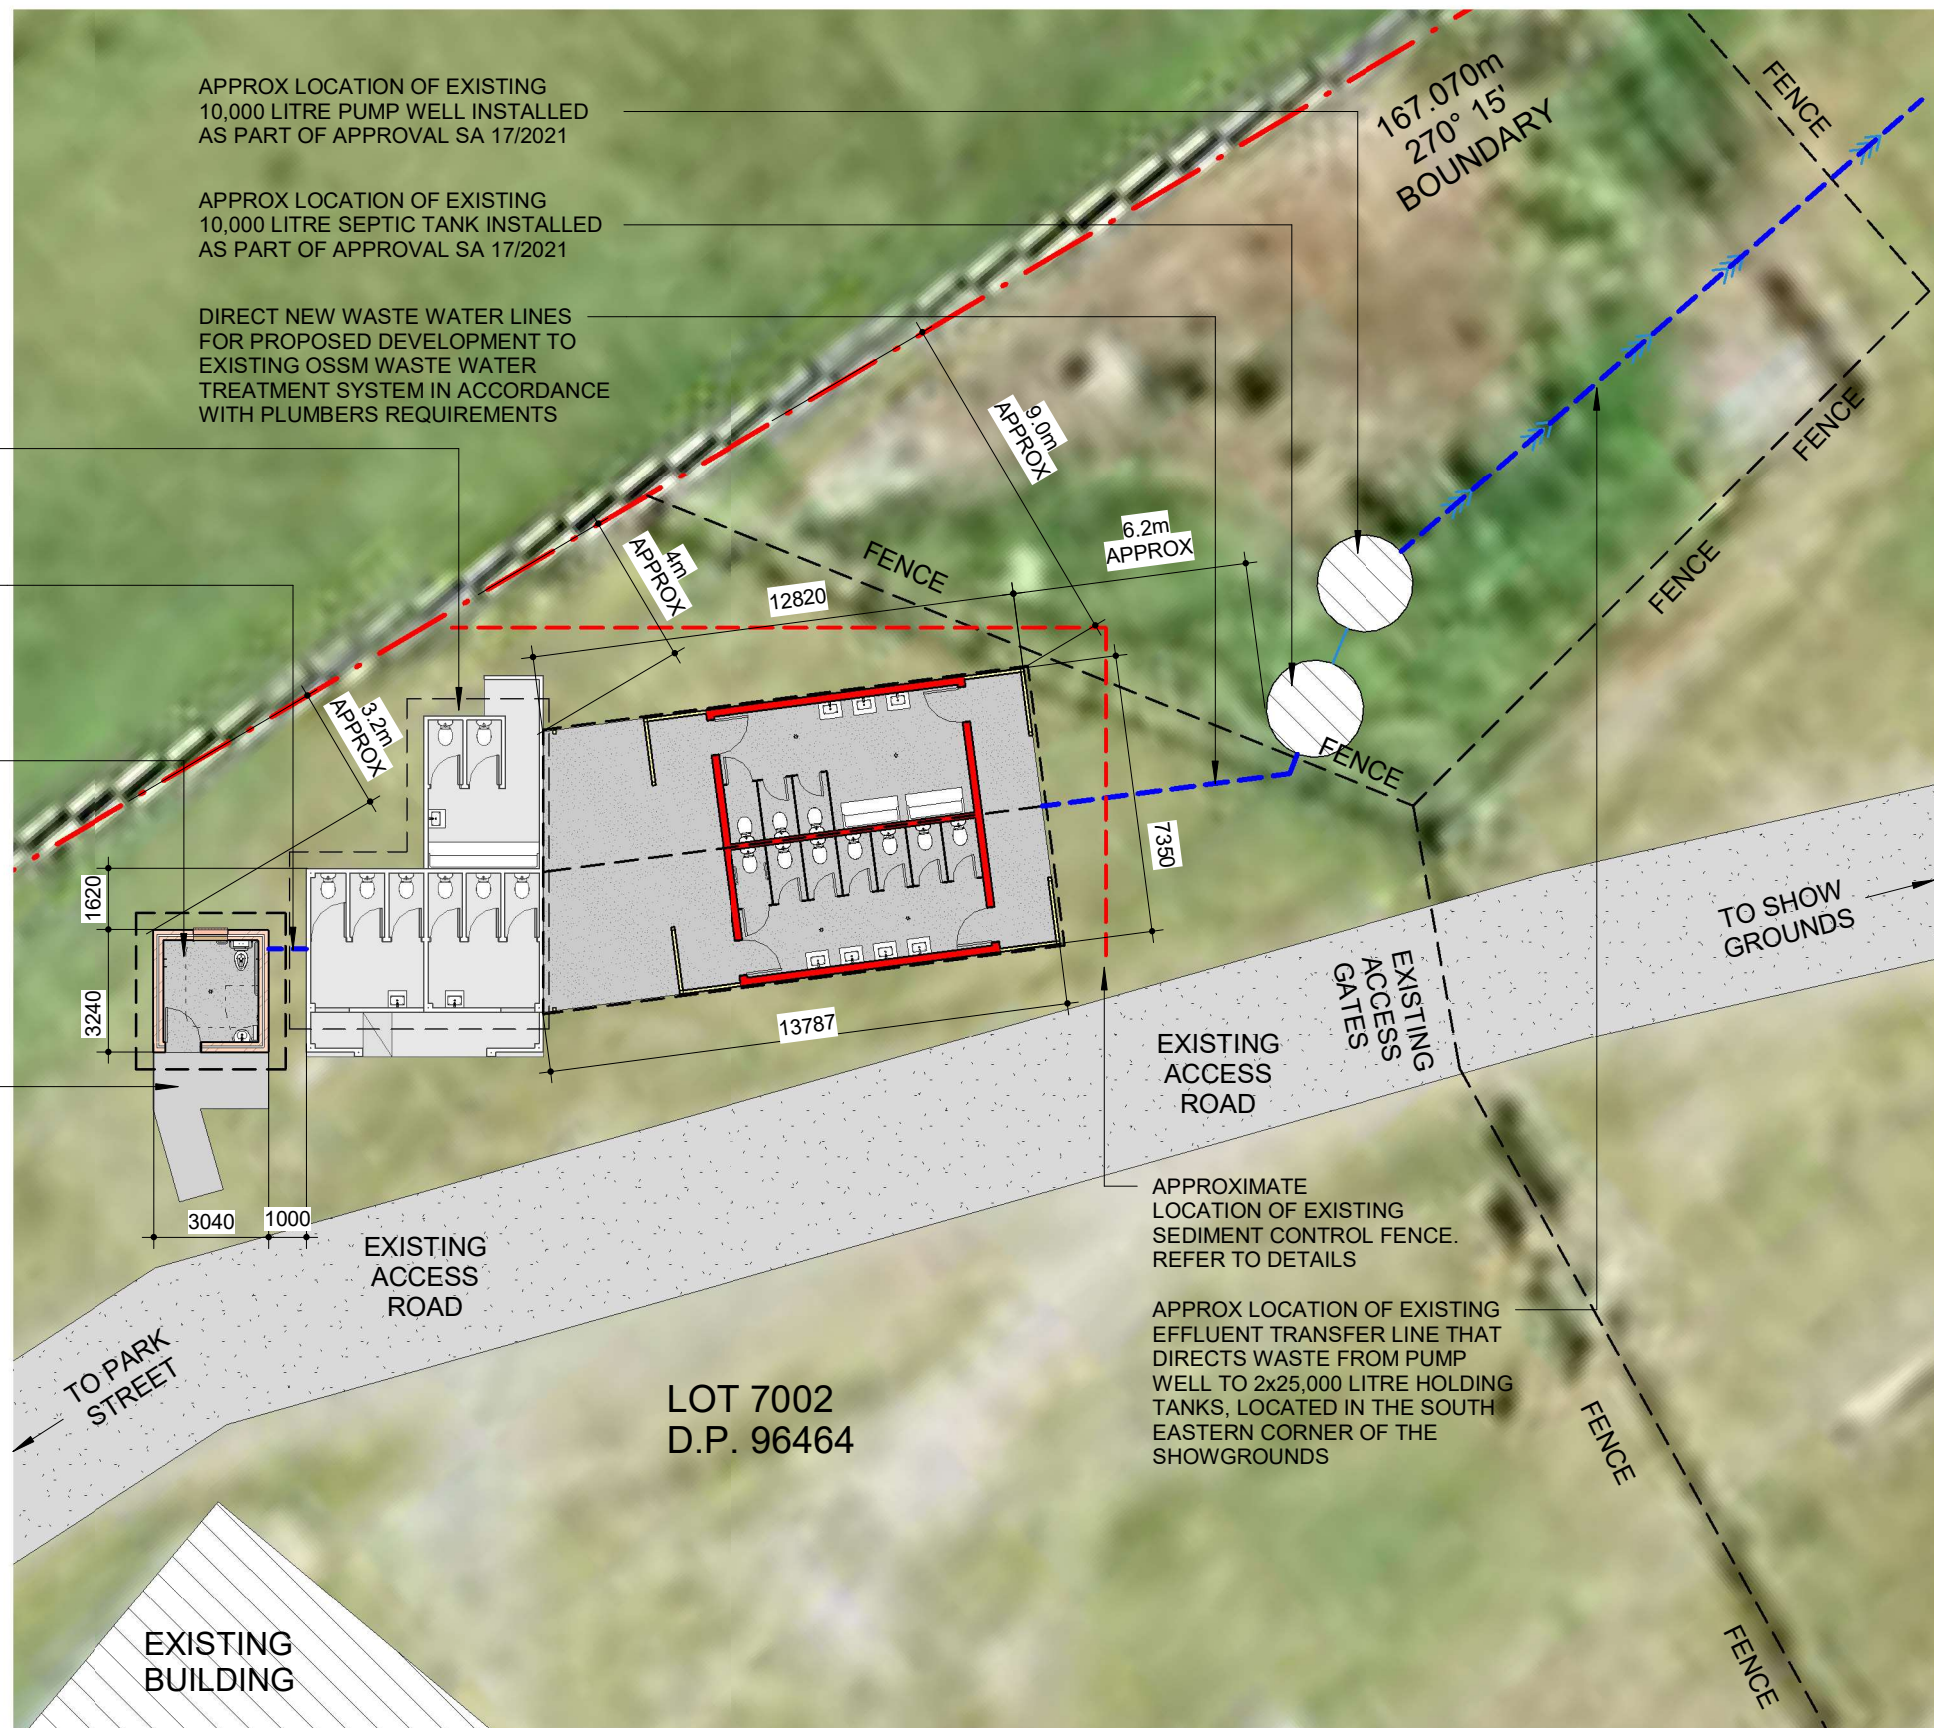 APPROX LOCATION OF EXISTING
10,000 LITRE PUMP WELL INSTALLED
AS PART OF APPROVAL SA 17/2021
APPROX LOCATION OF EXISTING
10,000 LITRE SEPTIC TANK INSTALLED
AS PART OF APPROVAL SA 17/2021
DIRECT NEW WASTE WATER LINES
FOR PROPOSED DEVELOPMENT TO
EXISTING OSSM WASTE WATER
TREATMENT SYSTEM IN ACCORDANCE
WITH PLUMBERS REQUIREMENTS
167.070m
270° 15'
BOUNDARY
FENCE
FENCE
FENCE
9.0m
APPROX
6.2m
APPROX
4m
APPROX
FENCE
12820
3.2m
APPROX
FENCE
7350
1620
3240
13787
3040
1000
TO SHOW
GROUNDS
EXISTING
ACCESS
GATES
EXISTING
ACCESS
ROAD
EXISTING
ACCESS
ROAD
TO PARK
STREET
APPROXIMATE
LOCATION OF EXISTING
SEDIMENT CONTROL FENCE.
REFER TO DETAILS
APPROX LOCATION OF EXISTING
EFFLUENT TRANSFER LINE THAT
DIRECTS WASTE FROM PUMP
WELL TO 2x25,000 LITRE HOLDING
TANKS, LOCATED IN THE SOUTH
EASTERN CORNER OF THE
SHOWGROUNDS
LOT 7002
D.P. 96464
FENCE
FENCE
EXISTING
BUILDING